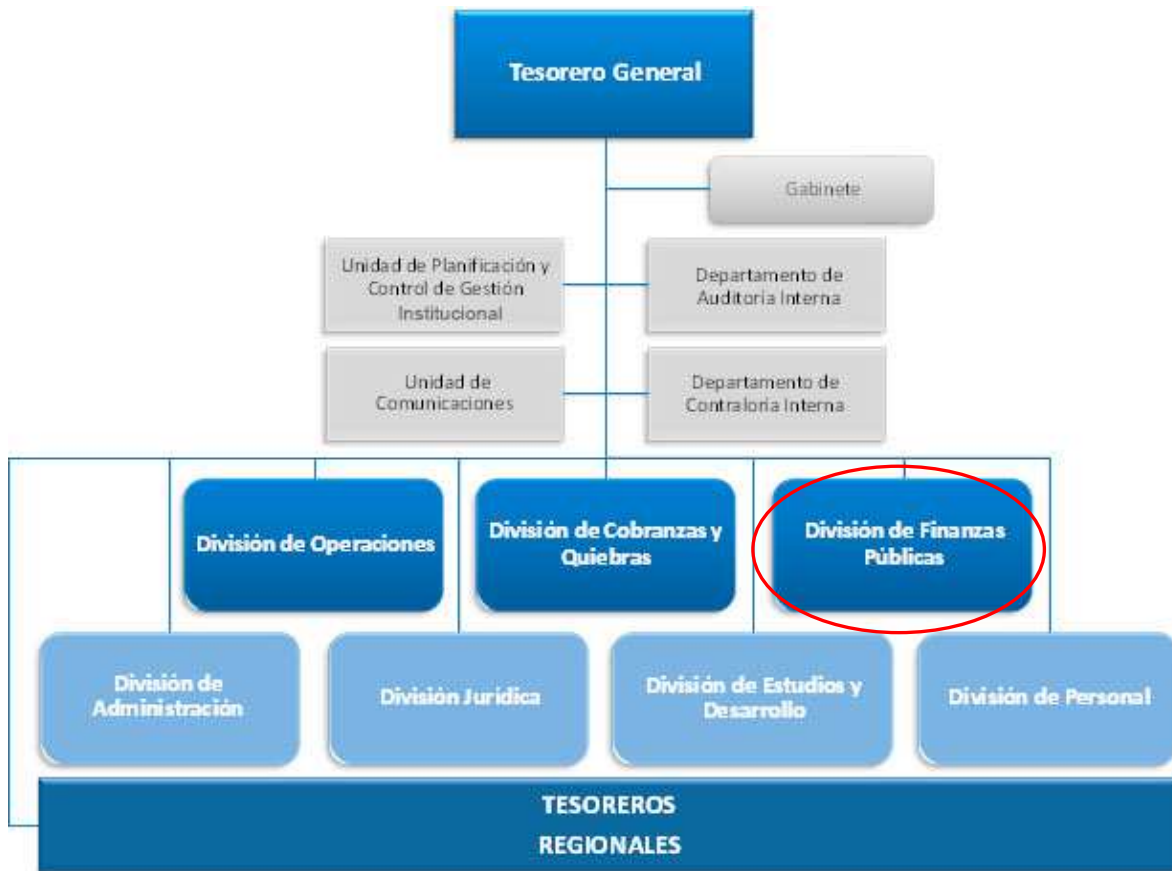 Tesorero General
Gabinete
Unidad de Planificación y
Control de Gestión
Institucional
Departamento de
Auditoría Interna
Unidad de
Comunicaciones
Departamento de
Contraloría Interna
División de Operaciones
División de Cobranzas y
Quiebras
División de Finanzas
Públicas
División de
Administración
División Jurídica
División de Estudios y
Desarrollo
División de Personal
TESOREROS
REGIONALES